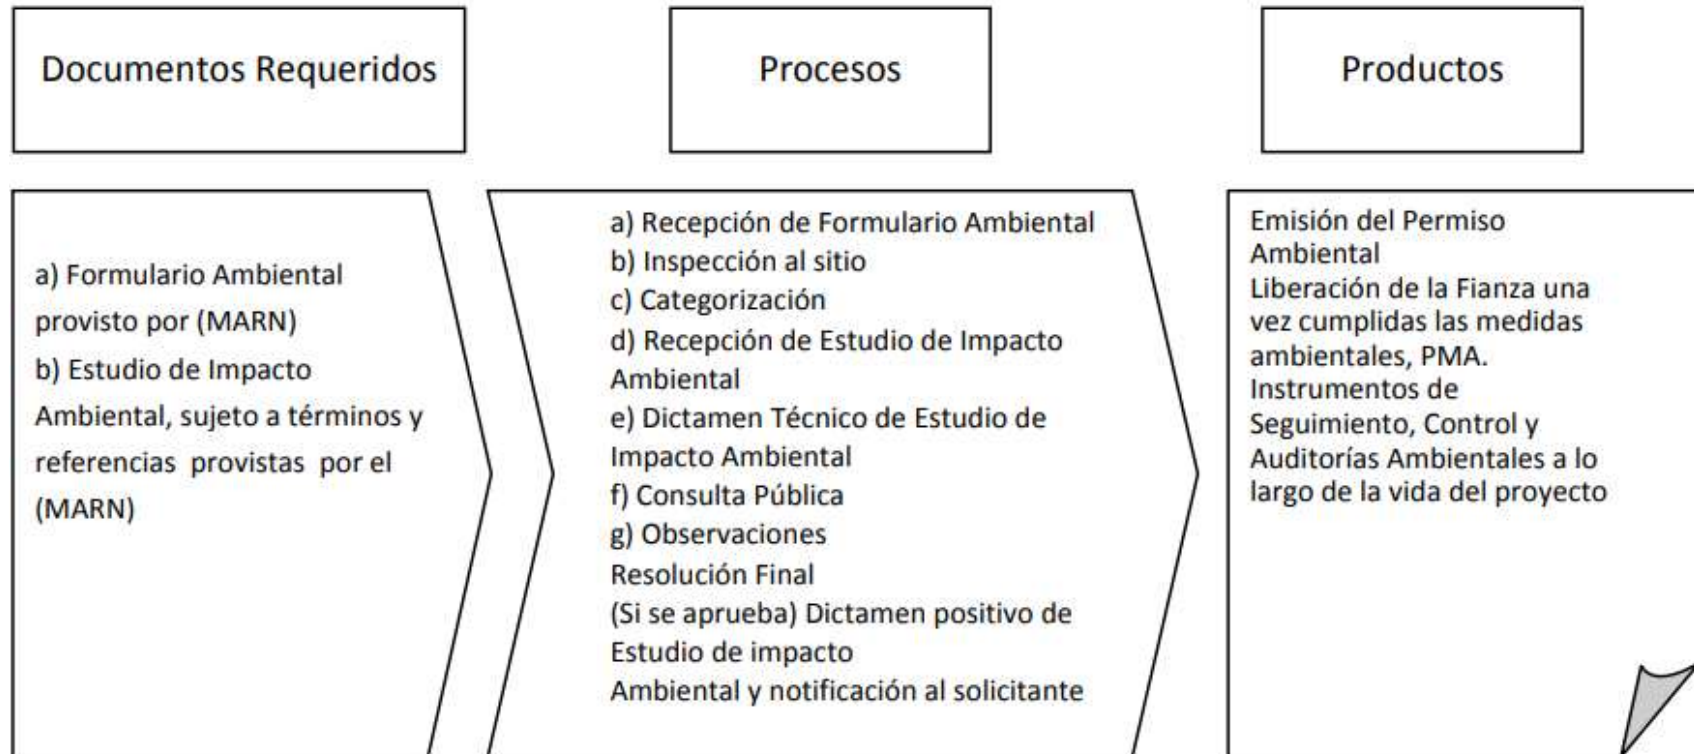 Documentos Requeridos
Procesos
Productos
a) Formulario Ambiental
provisto por (MARN)
b) Estudio de Impacto
Ambiental, sujeto a términos y
referencias provistas por el
(MARN)
a) Recepción de Formulario Ambiental
b) Inspección al sitio
c) Categorización
d) Recepción de Estudio de Impacto
Ambiental
e) Dictamen Técnico de Estudio de
Impacto Ambiental
f) Consulta Pública
g) Observaciones
Resolución Final
(Si se aprueba) Dictamen positivo de
Estudio de impacto
Ambiental y notificación al solicitante
Emisión del Permiso
Ambiental
Liberación de la Fianza una
vez cumplidas las medidas
ambientales, PMA.
Instrumentos de
Seguimiento, Control y
Auditorías Ambientales a lo
largo de la vida del proyecto